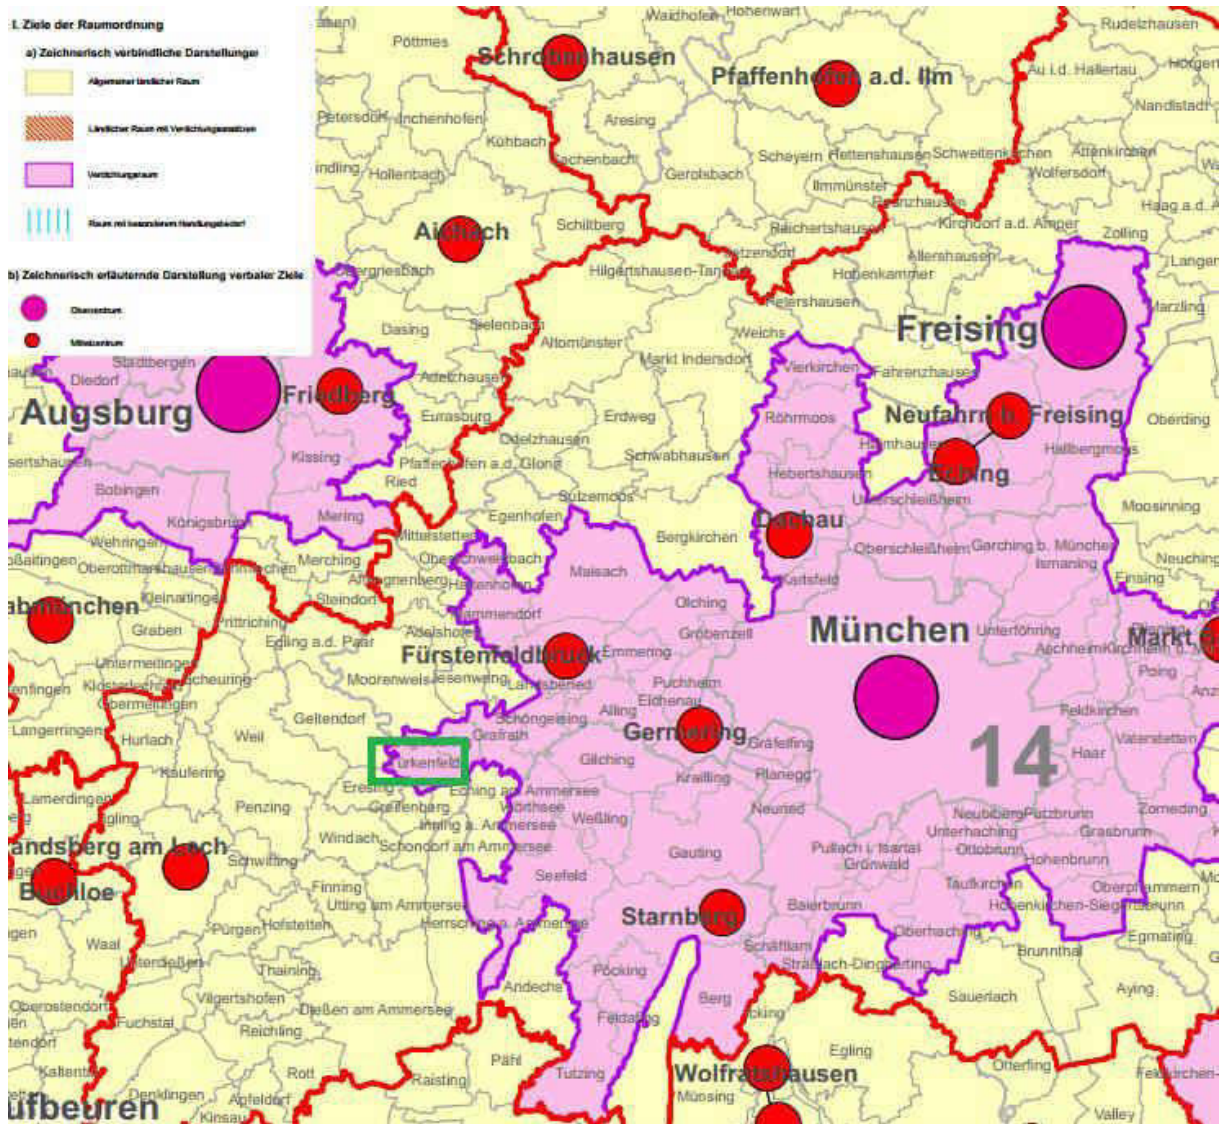 I. Ziele der Raumordnung
a) Zeichnerisch verbindliche Darstellungen
Allgemeiner ländlicher Raum
Ländlicher Raum mit Verdichtungsansätzen
Verdichtungsraum
Raum mit besonderem Handlungsbedarf
b) Zeichnerisch erläuternde Darstellung verbaler Ziele
Oberzentrum
Mittelzentrum
Waidhofen
Hohenwart
Rudelzhausen
Pöttmes
Schrobenhausen
Pfaffenhofen a.d. Ilm
Au i.d. Hallertau
Nandlstadt
Petersdorf
Inchenhofen
Aresing
Kühbach
Scheyern
Hettenshausen
Schweitenkirchen
Attenkirchen
Hollenbach
Gachenbach
Gerolsbach
Ilmmünster
Wolfersdorf
Haag a.d. A
Aichach
Schiltberg
Reichertshausen
Kirchdorf a.d. Amper
Zolling
Obergriesbach
Hilgertshausen-Tan
Allershausen
Langen
Hohenkammer
Petershausen
Marzling
Dasing
Sielenbach
Altomünster
Weichs
Freising
Stadtbergen
Markt Indersdorf
Vierkirchen
Fahrenzhausen
Diedorf
Adelzhausen
Friedberg
Augsburg
Eurasburg
Erdweg
Röhrmoos
Neufahrn b. Freising
Oberding
Odelzhausen
Haimhausen
Hallbergmoos
Kissing
Pfaffenhofen a.d. Glonn
Schwabhausen
Hebertshausen
Eching
Ried
Bobingen
Sulzemoos
Unterschleißheim
Moosinning
Königsbrunn
Mering
Egenhofen
Dachau
Wehringen
Mittelstetten
Bergkirchen
Oberschleißheim
Garching b. München
Neuching
Merching
Oberschweinbach
Maisach
Karlsfeld
Ismaning
Finsing
Oberottmarshausen
Steindorf
Hattenhofen
Kleinaitingen
Mammendorf
Olching
Graben
Prittriching
Egling a.d. Paar
Adelshofen
Gröbenzell
München
Unterföhring
Markt S
Fürstenfeldbruck
Emmering
Aschheim
Kirchheim b. M
Untermeitingen
Moorenweis
Jesenwang
Landsberied
Puchheim
Poing
Klosterlechfeld
Scheuring
Eichenau
Obermeitingen
Geltendorf
Schöngeising
Alling
Feldkirchen
Langerringen
Hurlach
Weil
Grafrath
Germering
Gräfelfing
14
Haar
Vaterstetten
Kaufering
Türkenfeld
Gilching
Krailling
Planegg
Lamerdingen
Eresing
Eching am Ammersee
Igling
Penzing
Greifenberg
Wörthsee
Neuried
Neubiberg
Putzbrunn
Zorneding
Windach
Inning a. Ammersee
Weßling
Unterhaching
Grasbrunn
andsberg am Lech
Schondorf am Ammersee
Gauting
Pullach i. Isartal
Ottobrunn
Schwifting
Grünwald
Hohenbrunn
Buchloe
Finning
Seefeld
Taufkirchen
Oberpframmern
Utting am Ammersee
Starnberg
Baierbrunn
Höhenkirchen-Siegertsbrunn
Pürgen
Hofstetten
Herrsching a. Ammersee
Oberhaching
Egmating
Waal
Schäftlarn
Brunnthal
Unterdießen
Thaining
Pöcking
Straßlach-Dingharting
Andechs
Sauerlach
Aying
Oberostendorf
Vilgertshofen
Dießen am Ammersee
Berg
Fuchstal
Reichling
Feldafing
Egling
Pähl
Otterfing
Rott
Raisting
Tutzing
Wolfratshausen
Feldkirchen-
Denklingen
Apfeldorf
Münsing
ufbeuren
Kinsau
Valley